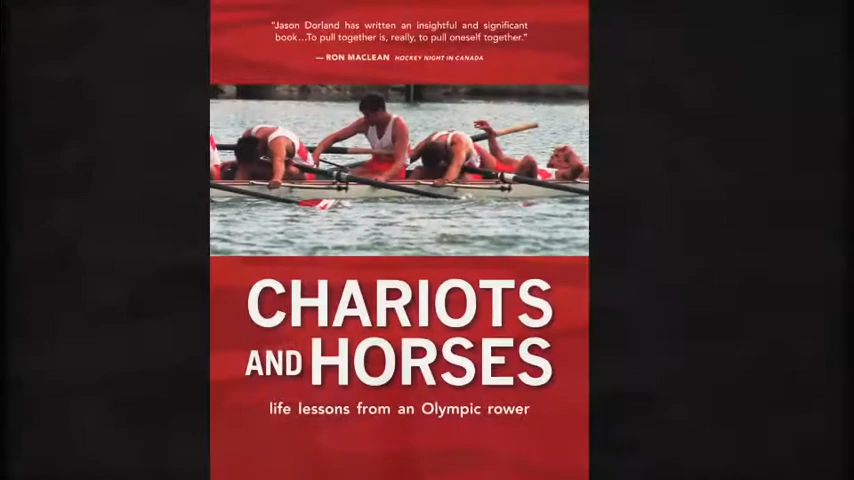 "Jason Dorland has written an insightful and significant
book...To pull together is, really, to pull oneself together."
— RON MACLEAN HOCKEY NIGHT IN CANADA
CHARIOTS
AND HORSES
life lessons from an Olympic rower